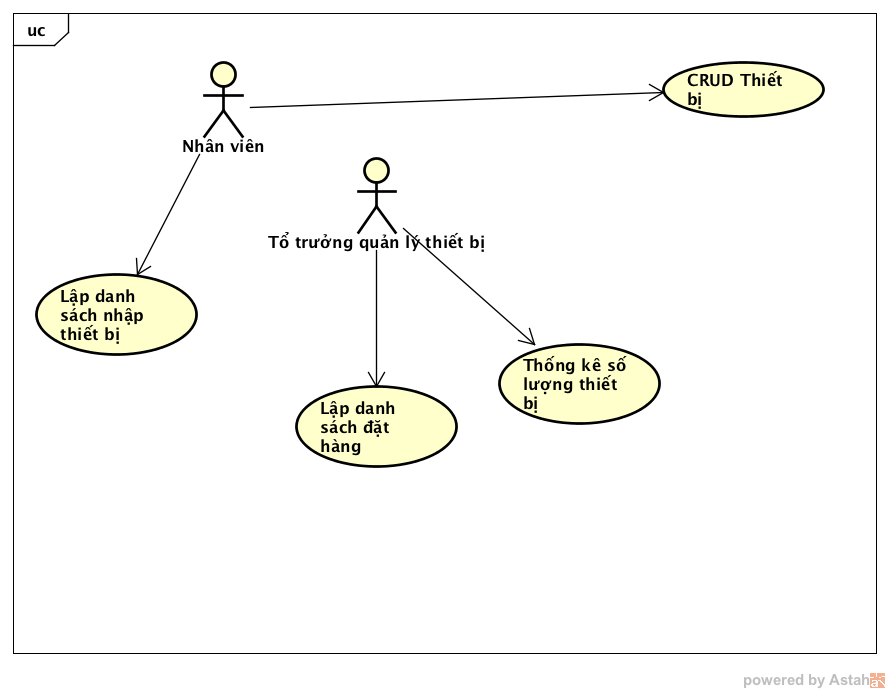 uc
CRUD Thiết
bị
Nhân viên
Tổ trưởng quản lý thiết bị
Lập danh
sách nhập
thiết bị
Thống kê số
lượng thiết
bị
Lập danh
sách đặt
hàng
powered by Astah